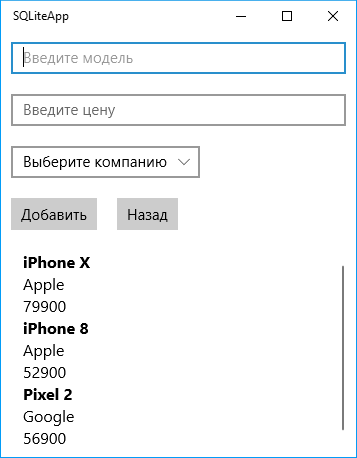 SQLiteApp
Введите модель
Введите цену
Выберите компанию
Добавить Назад
iPhone X
Apple
79900
iPhone 8
Apple
52900
Pixel 2
Google
56900